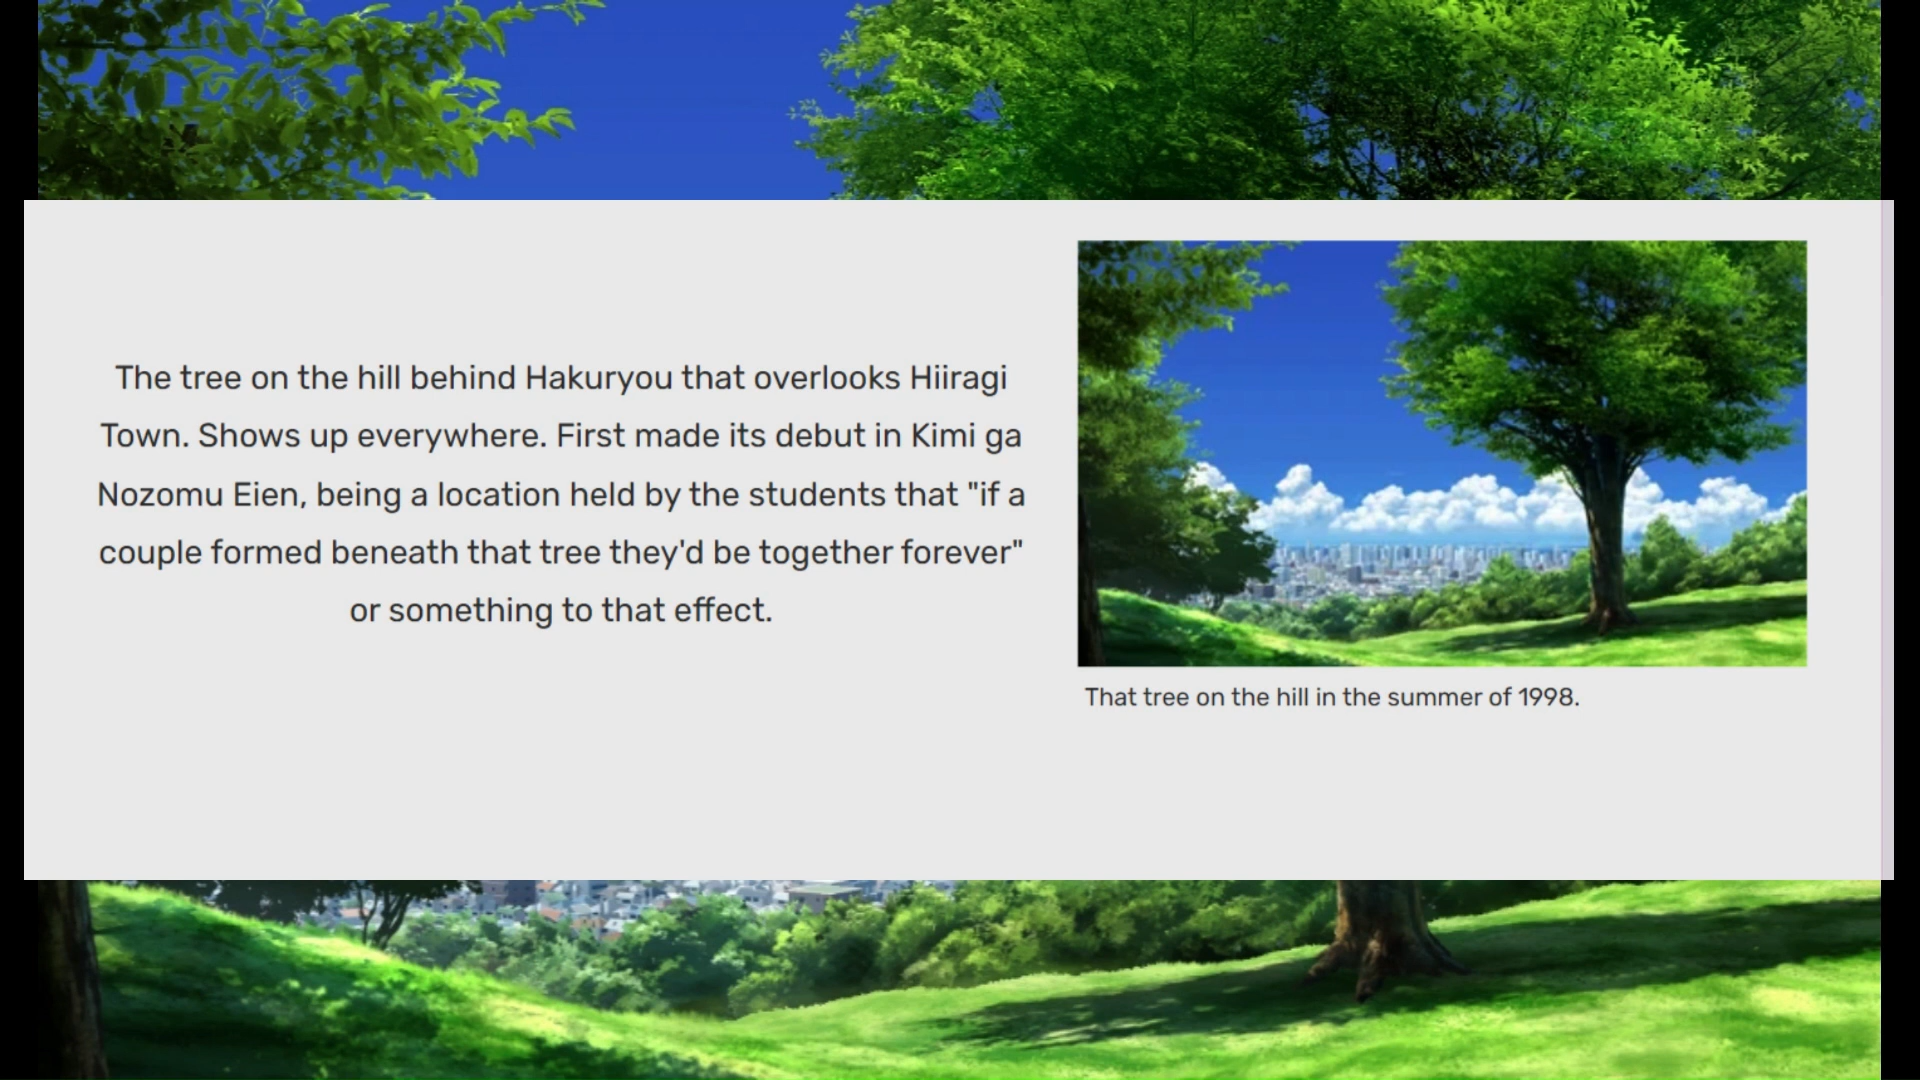 The tree on the hill behind Hakuryou that overlooks Hiiragi
Town. Shows up everywhere. First made its debut in Kimi ga
Nozomu Eien, being a location held by the students that "if a
couple formed beneath that tree they'd be together forever"
or something to that effect.
That tree on the hill in the summer of 1998.